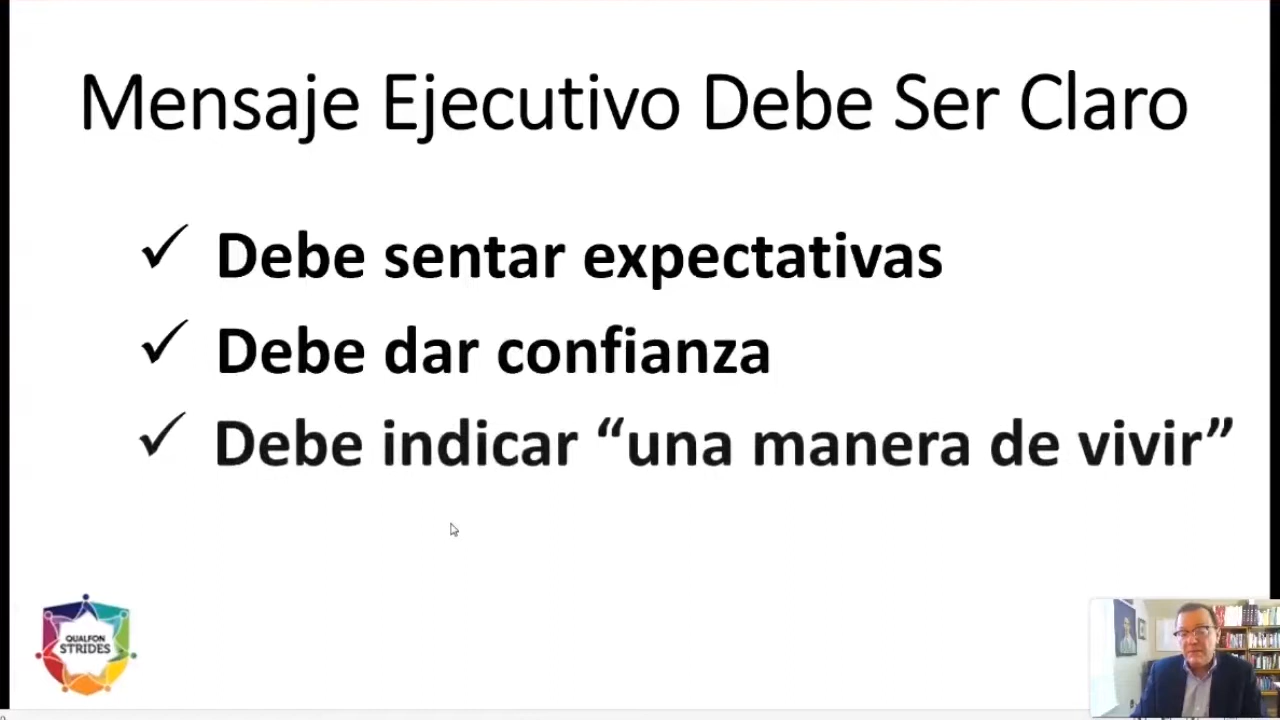 Mensaje Ejecutivo Debe Ser Claro
✓ Debe sentar expectativas
✓ Debe dar confianza
✓ Debe indicar “una manera de vivir”
QUALFON
STRIDES